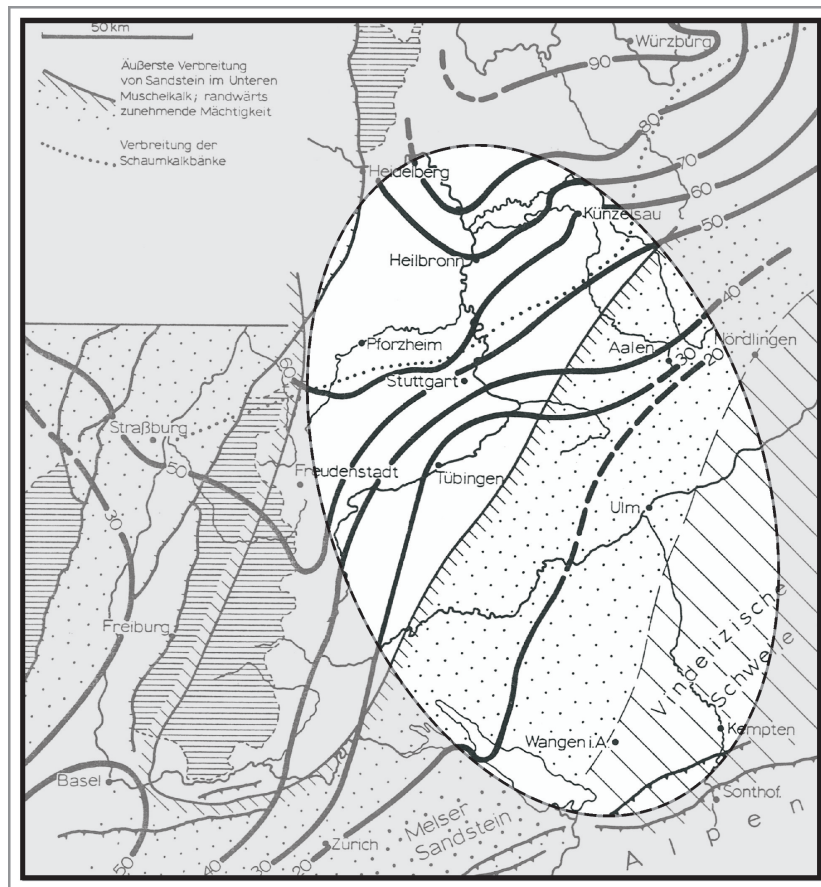 50 km
Äußerste Verbreitung
von Sandstein im Unteren
Muschelkalk; randwärts
zunehmende Mächtigkeit
Verbreitung der
Schaumkalkbänke
Würzburg
90
80
70
60
50
Heidelberg
Künzelsau
Heilbronn
40
Nördlingen
Pforzheim
Aalen
30
20
60
Stuttgart
Straßburg
50
Freudenstadt
Tübingen
30
Ulm
Freiburg
Vindelizische
Schwelle
Wangen i.A.
Kempten
Basel
Sonthof.
Melser
Sandstein
Zürich
Alpen
50
40
30
20